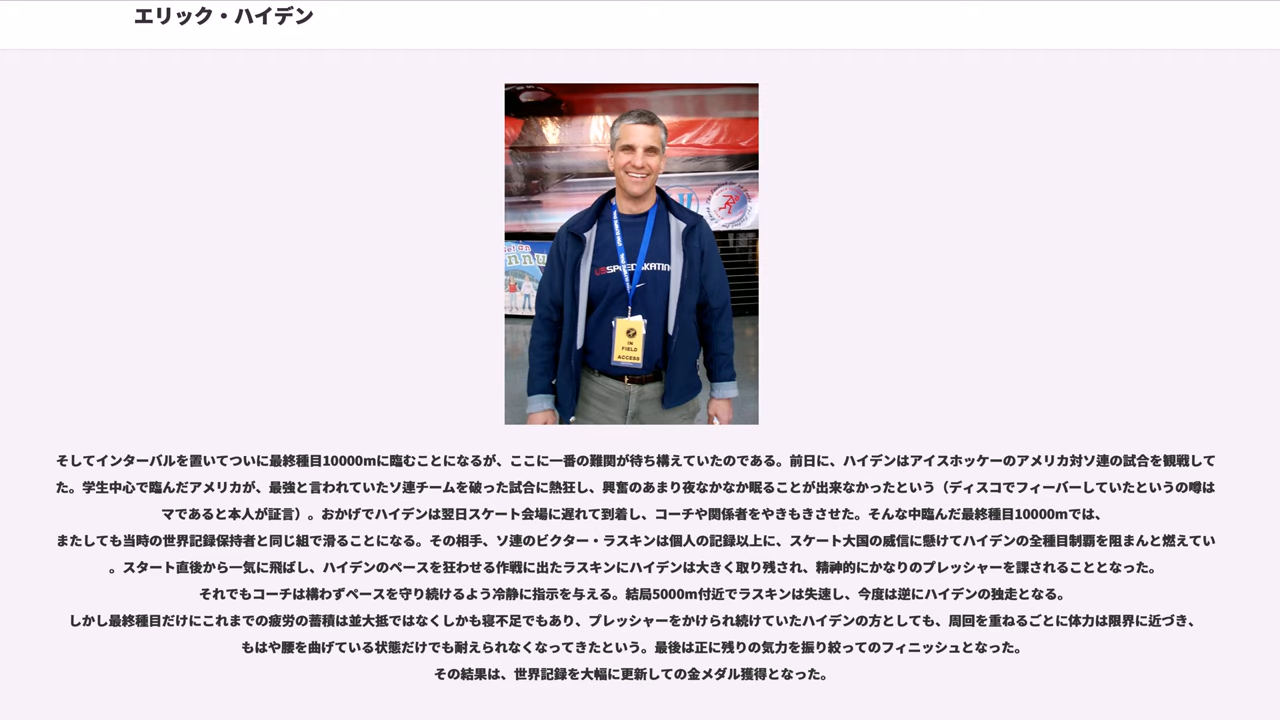 エリック・ハイデン
USSPEEDSKATING
IN
FIELD
ACCESS
そしてインターバルを置いてついに最終種目10000mに臨むことになるが、ここに一番の難関が待ち構えていたのである。前日に、ハイデンはアイスホッケーのアメリカ対ソ連の試合を観戦して
た。学生中心で臨んだアメリカが、最強と言われていたソ連チームを破った試合に熱狂し、興奮のあまり夜なかなか眠ることが出来なかったという（ディスコでフィーバーしていたというの噂は
マであると本人が証言）。おかげでハイデンは翌日スケート会場に遅れて到着し、コーチや関係者をやきもきさせた。そんな中臨んだ最終種目10000mでは、
またしても当時の世界記録保持者と同じ組で滑ることになる。その相手、ソ連のビクター・ラスキンは個人の記録以上に、スケート大国の威信に懸けてハイデンの全種目制覇を阻まんと燃えてい
。スタート直後から一気に飛ばし、ハイデンのペースを狂わせる作戦に出たラスキンにハイデンは大きく取り残され、精神的にかなりのプレッシャーを課されることとなった。
それでもコーチは構わずペースを守り続けるよう冷静に指示を与える。結局5000m付近でラスキンは失速し、今度は逆にハイデンの独走となる。
しかし最終種目だけにこれまでの疲労の蓄積は並大抵ではなくしかも寝不足でもあり、プレッシャーをかけられ続けていたハイデンの方としても、周回を重ねるごとに体力は限界に近づき、
もはや腰を曲げている状態だけでも耐えられなくなってきたという。最後は正に残りの気力を振り絞ってのフィニッシュとなった。
その結果は、世界記録を大幅に更新しての金メダル獲得となった。